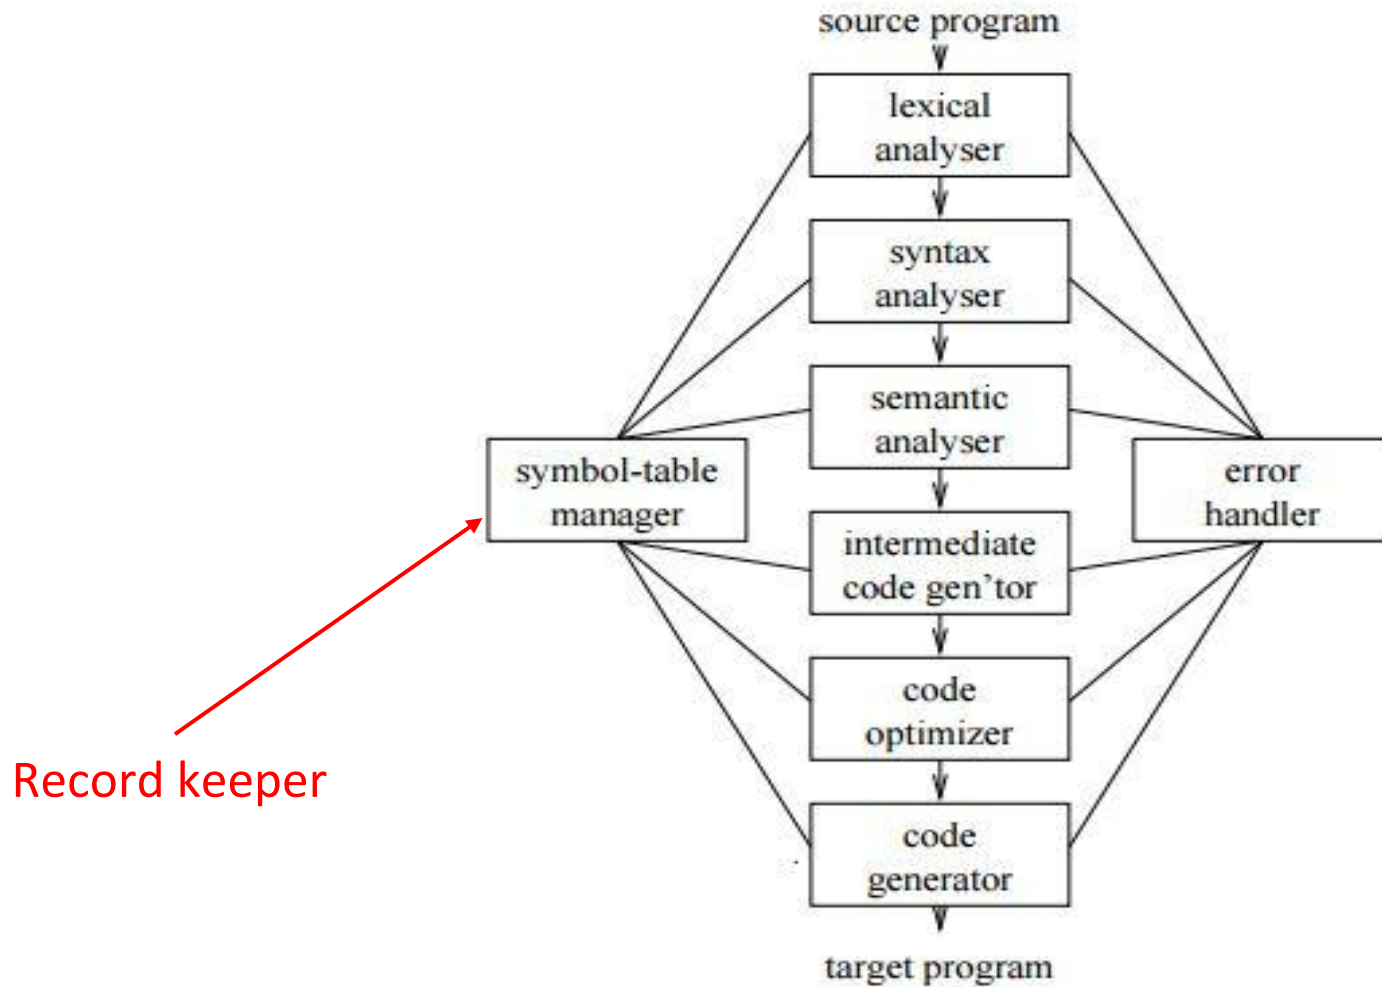 source program
lexical
analyser
syntax
analyser
semantic
analyser
symbol-table
manager
error
handler
intermediate
code gen'tor
code
optimizer
Record keeper
code
generator
target program